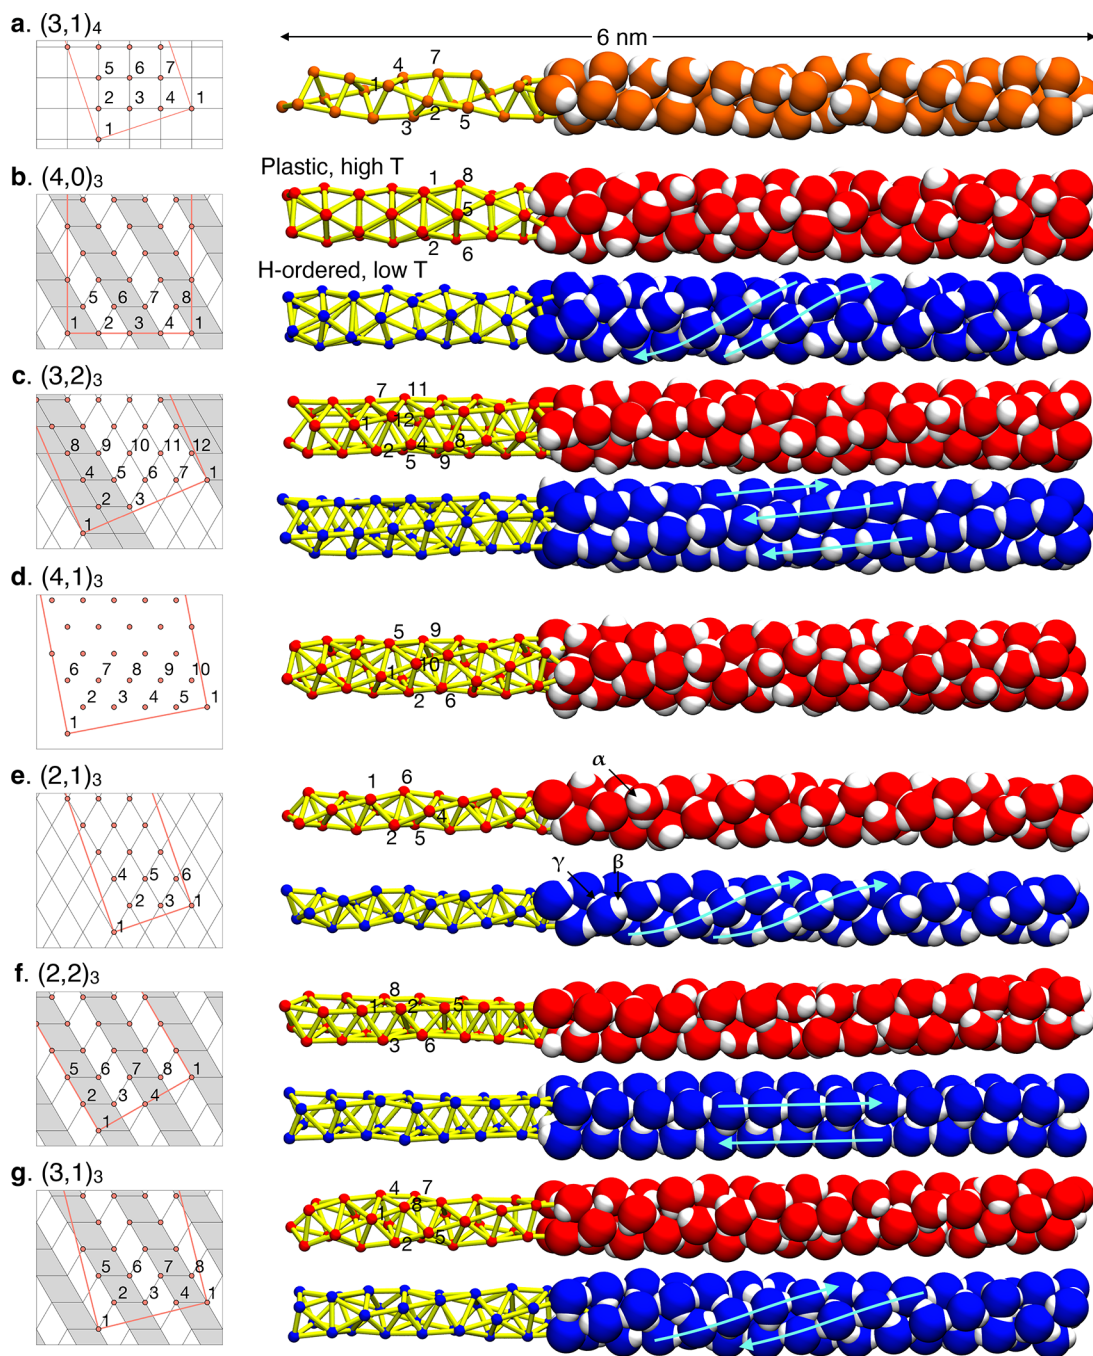 a. (3,1)4
6 nm
5 6 7
2 3 4 1
1
1 4 7
3 2 5
b. (4,0)3
Plastic, high T
5 6 7 8
1 2 3 4 1
1 8
5
2 6
H-ordered, low T
c. (3,2)3
8 9 10 11 12
4 5 6 7 1
2 3
1
7 11
1 12
2 4 8
5 9
d. (4,1)3
6 7 8 9 10
2 3 4 5 1
1
5 9
1 10
2 6
e. (2,1)3
4 5 6
2 3 1
1
1 6
4
2 5
α
γ β
f. (2,2)3
5 6 7 8 1
2 3 4
1
8
1 2 5
3 6
g. (3,1)3
5 6 7 8
2 3 4 1
1
4 7
1 8
2 5